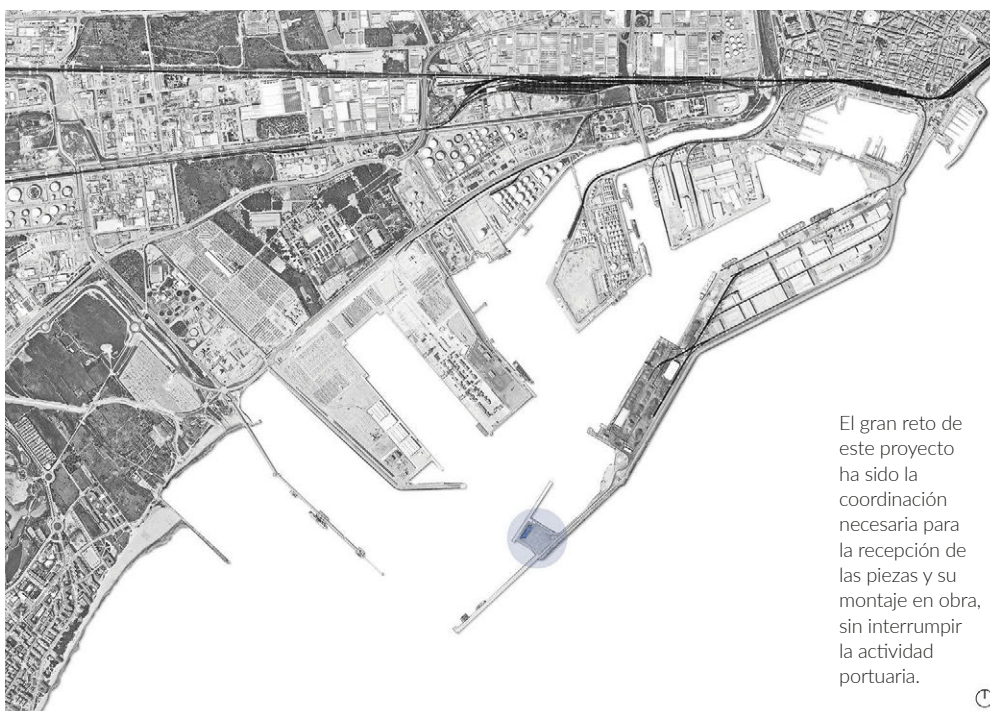 El gran reto de
este proyecto
ha sido la
coordinación
necesaria para
la recepción de
las piezas y su
montaje en obra,
sin interrumpir
la actividad
portuaria.